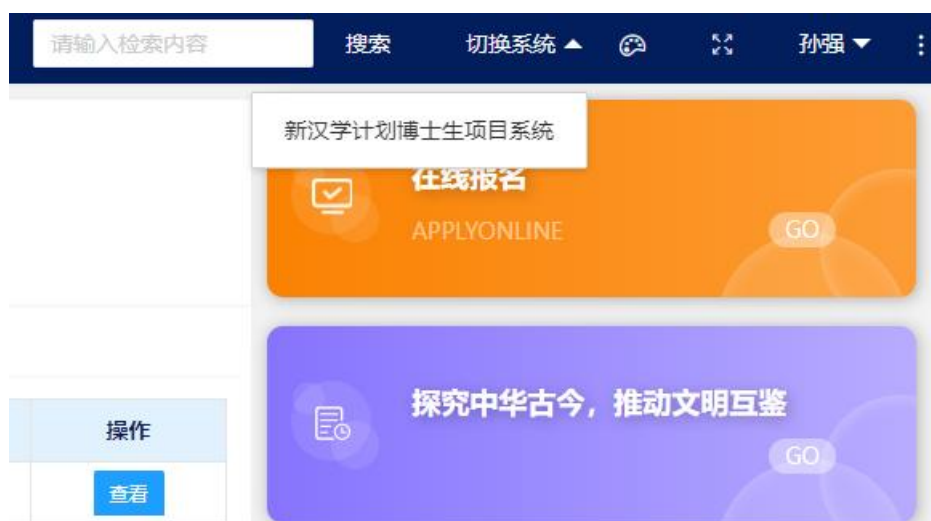 请输入检索内容
搜索
切换系统
孙强
新汉学计划博士生项目系统
在线报名
APPLYONLINE
GO
探究中华古今，推动文明互鉴
GO
操作
查看